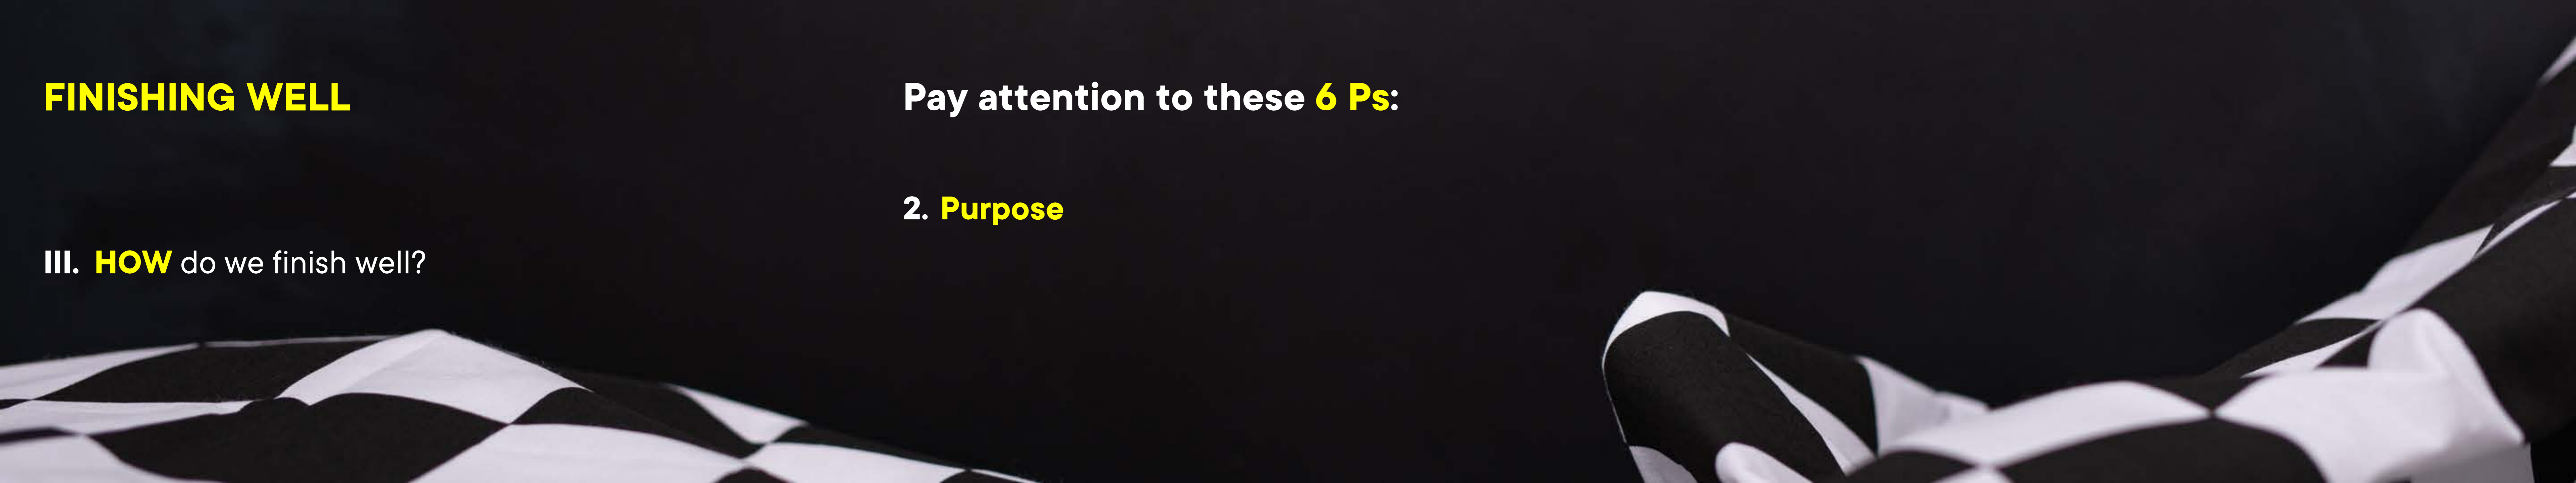 FINISHING WELL
III. HOW do we finish well?
Pay attention to these 6 Ps:
2. Purpose